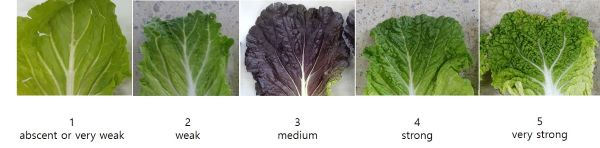 1
abscent or very weak
2
weak
3
medium
4
strong
5
very strong